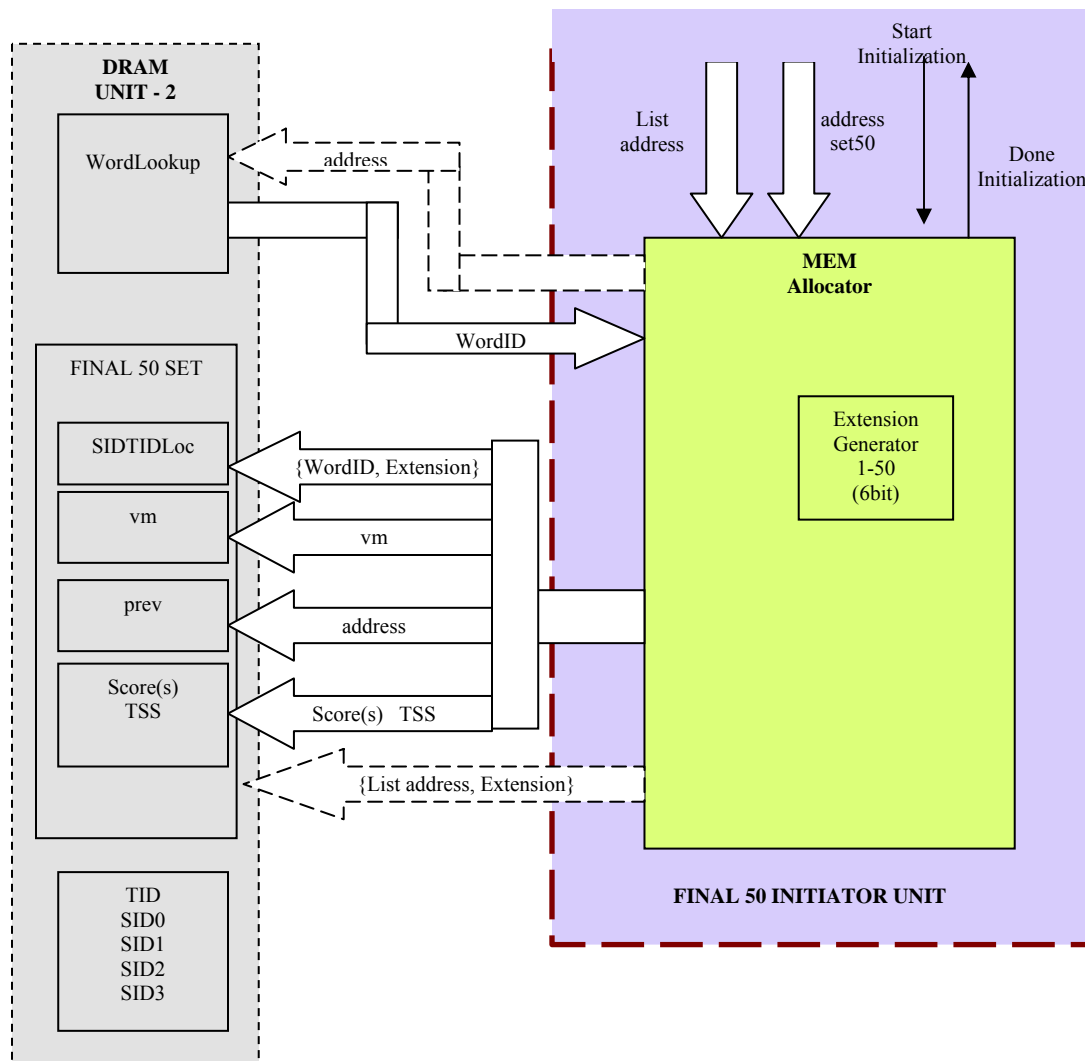 DRAM
UNIT - 2
WordLookup
FINAL 50 SET
SIDTIDLoc
vm
prev
Score(s)
TSS
TID
SID0
SID1
SID2
SID3
address
WordID
{WordID, Extension}
vm
address
Score(s) TSS
{List address, Extension}
List
address
address
set50
Start
Initialization
Done
Initialization
MEM
Allocator
Extension
Generator
1-50
(6bit)
FINAL 50 INITIATOR UNIT